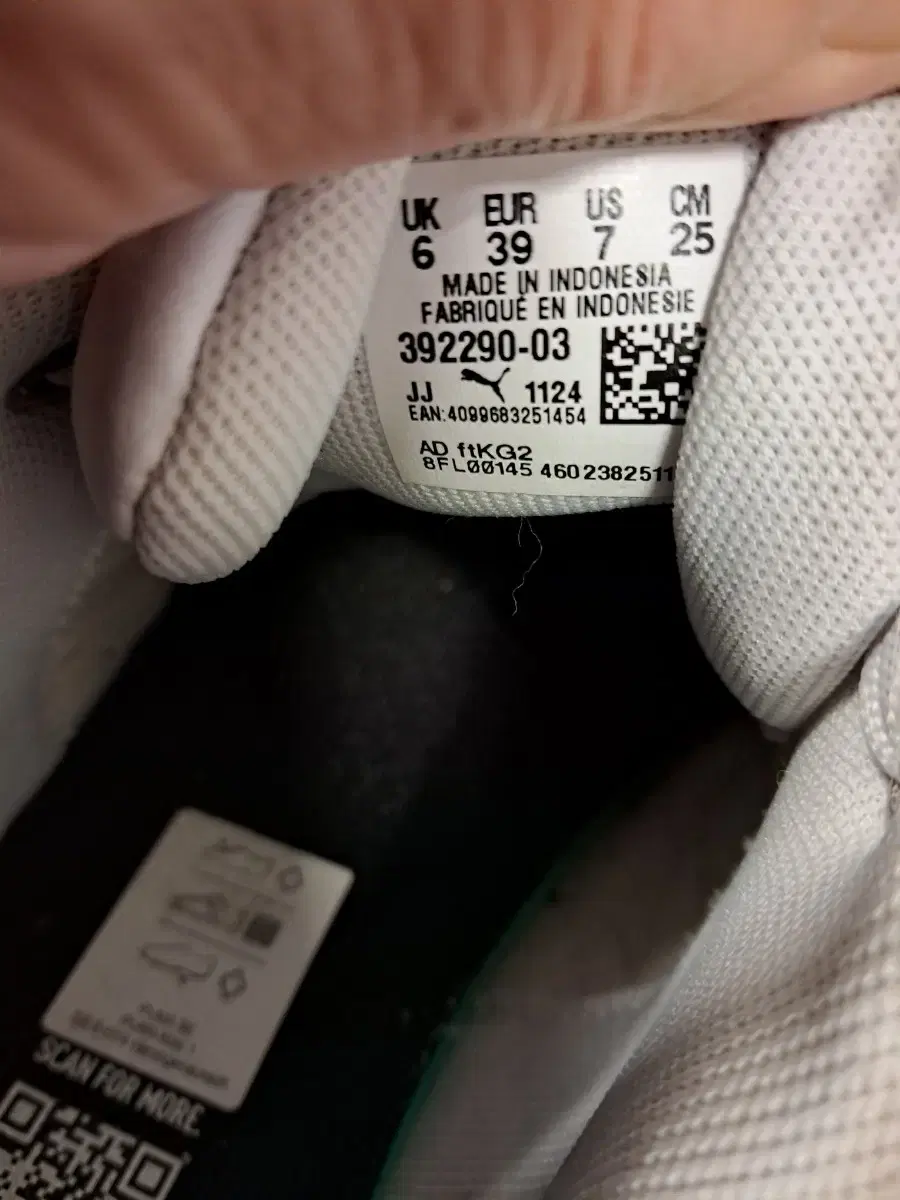 UK EUR US CM
6 39 7 25
MADE IN INDONESIA
FABRIQUÉ EN INDONESIE
392290-03
JJ 1124
EAN:4099683251454
AD ftKG2
8FL00145 4602382511
SCAN FOR MORE